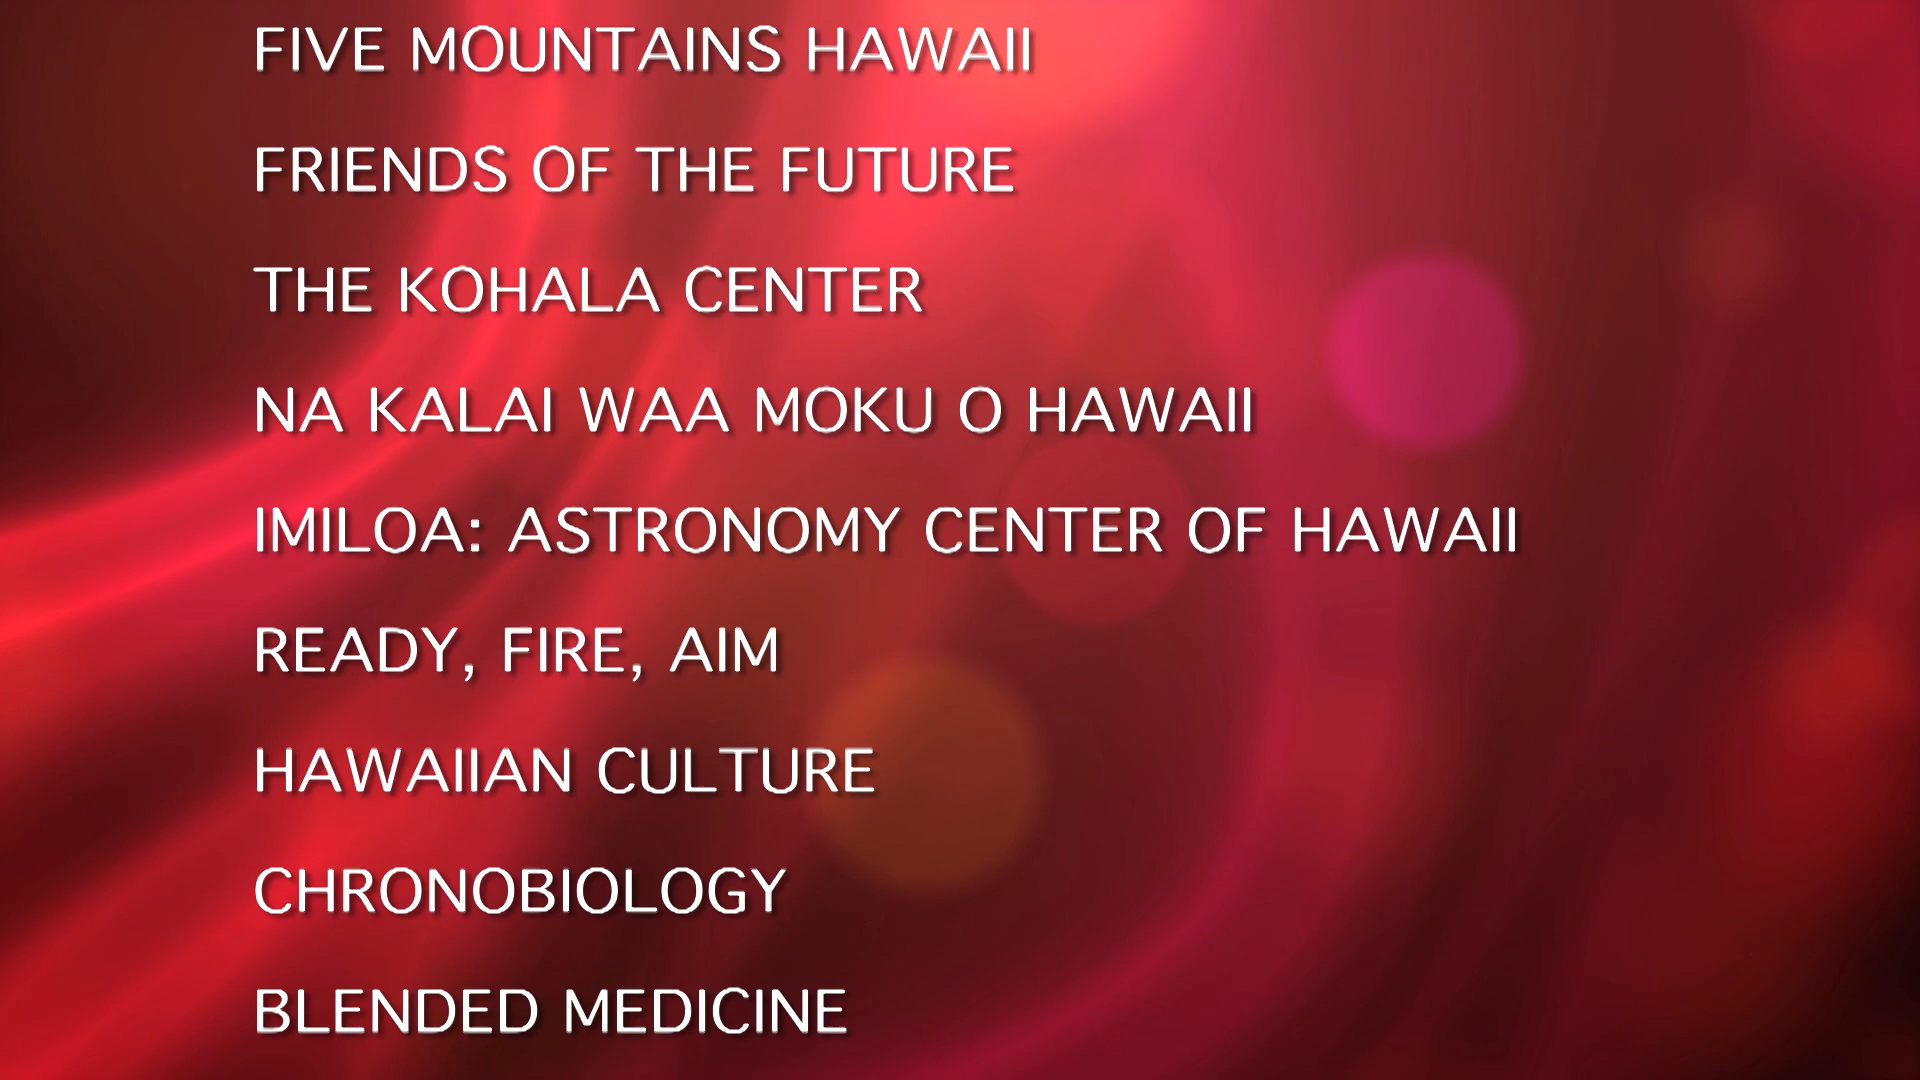 FIVE MOUNTAINS HAWAII
FRIENDS OF THE FUTURE
THE KOHALA CENTER
NA KALAI WAA MOKU O HAWAII
IMILOA: ASTRONOMY CENTER OF HAWAII
READY, FIRE, AIM
HAWAIIAN CULTURE
CHRONOBIOLOGY
BLENDED MEDICINE